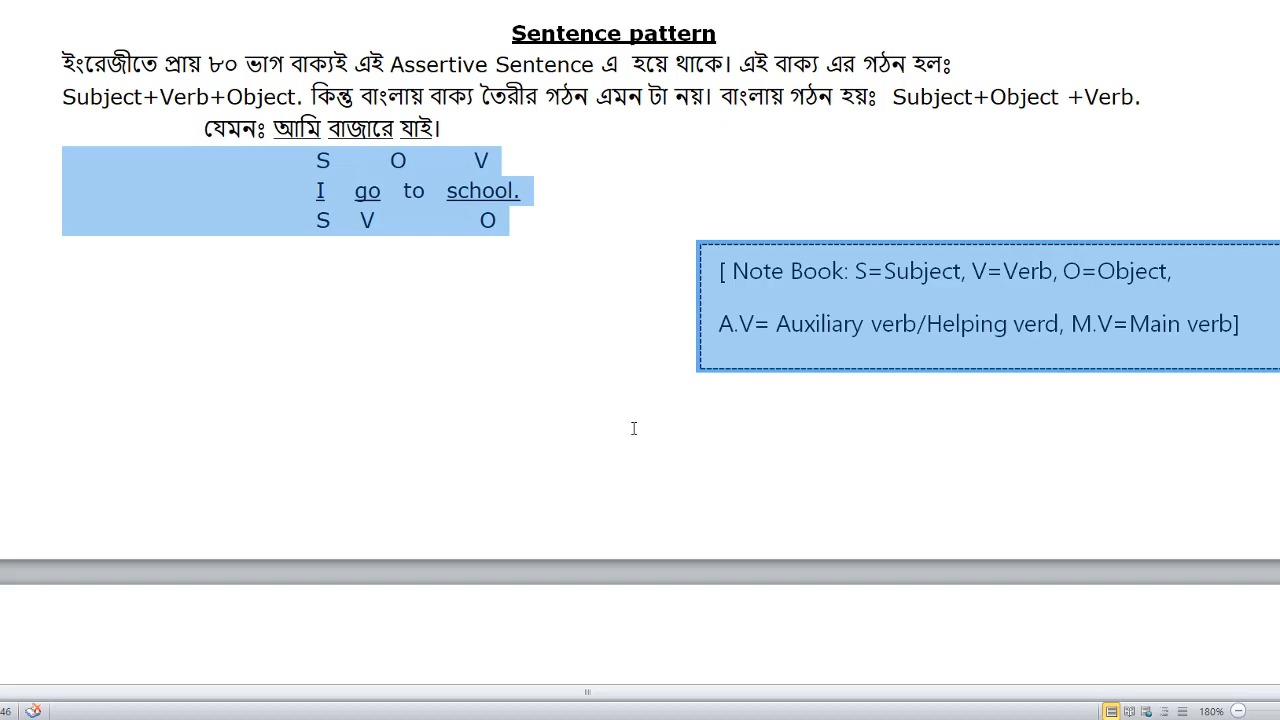 Sentence pattern
ইংরেজীতে প্রায় ৮০ ভাগ বাক্যই এই Assertive Sentence এ হয়ে থাকে। এই বাক্য এর গঠন হলঃ
Subject+Verb+Object. কিন্তু বাংলায় বাক্য তৈরীর গঠন এমন টা নয়। বাংলায় গঠন হয়ঃ Subject+Object +Verb.
যেমনঃ আমি বাজারে যাই।
S O V
I go to school.
S V O
[ Note Book: S=Subject, V=Verb, O=Object,
A.V= Auxiliary verb/Helping verd, M.V=Main verb]
46 180%